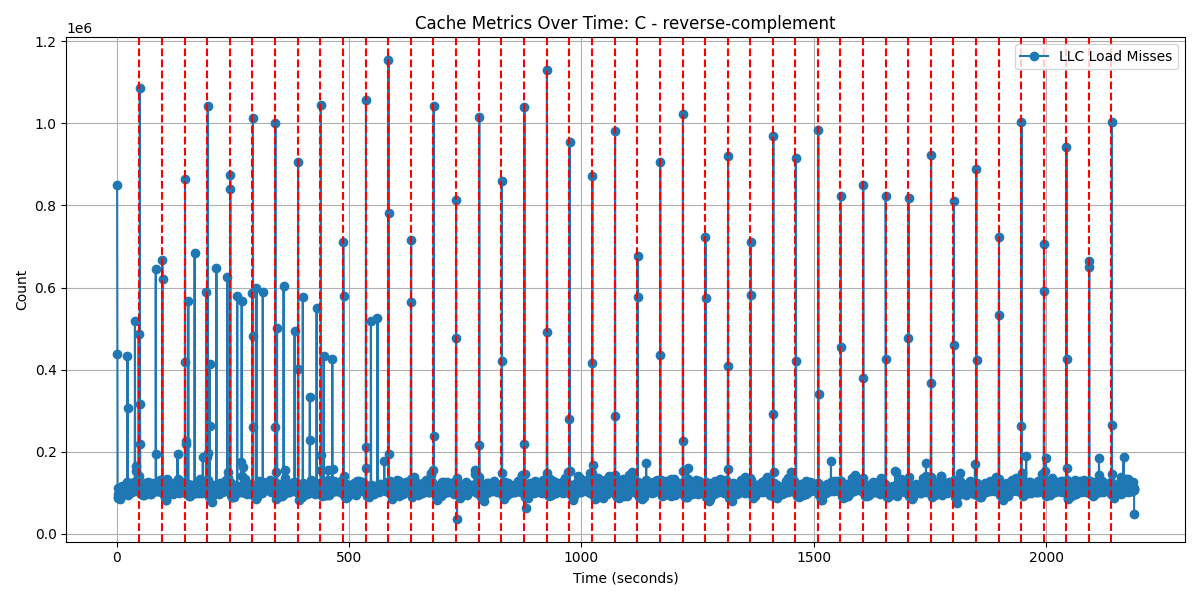 Cache Metrics Over Time: C - reverse-complement
1e6
LLC Load Misses
Count
1.2
1.0
0.8
0.6
0.4
0.2
0.0
0
500
1000
1500
2000
Time (seconds)